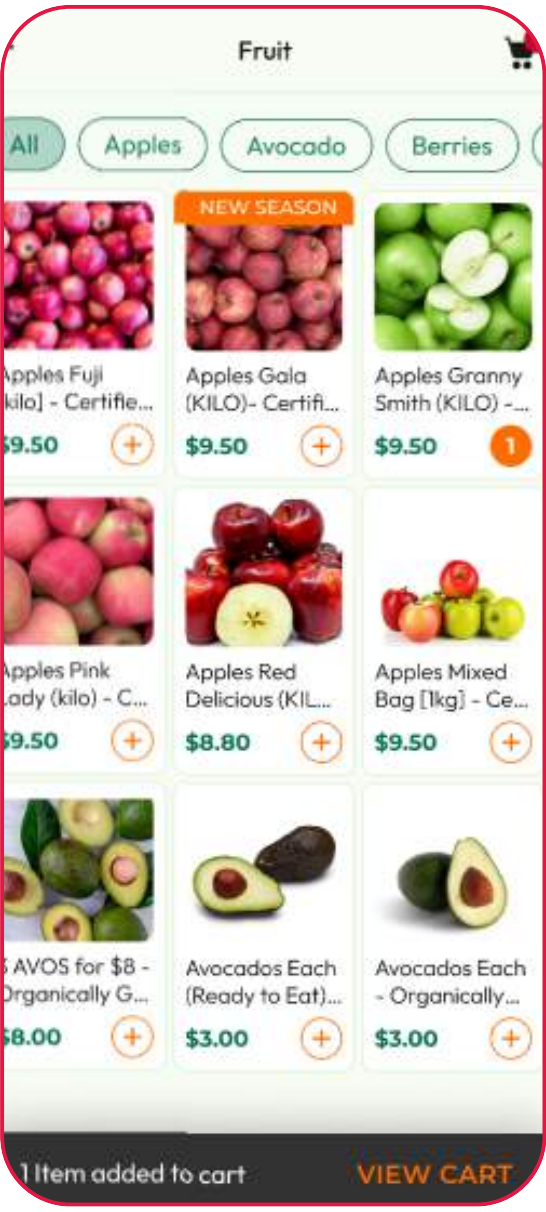 Fruit
All
Apples
Avocado
Berries
NEW SEASON
Apples Fuji
kilo] - Certifie...
$9.50
Apples Gala
(KILO)- Certifi...
$9.50
Apples Granny
Smith (KILO) -...
$9.50
1
Apples Pink
Lady (kilo) - C...
$9.50
Apples Red
Delicious (KIL...
$8.80
Apples Mixed
Bag [1kg] - Ce...
$9.50
AVOS for $8 -
Organically G...
$8.00
Avocados Each
(Ready to Eat)...
$3.00
Avocados Each
- Organically...
$3.00
1 Item added to cart
VIEW CART